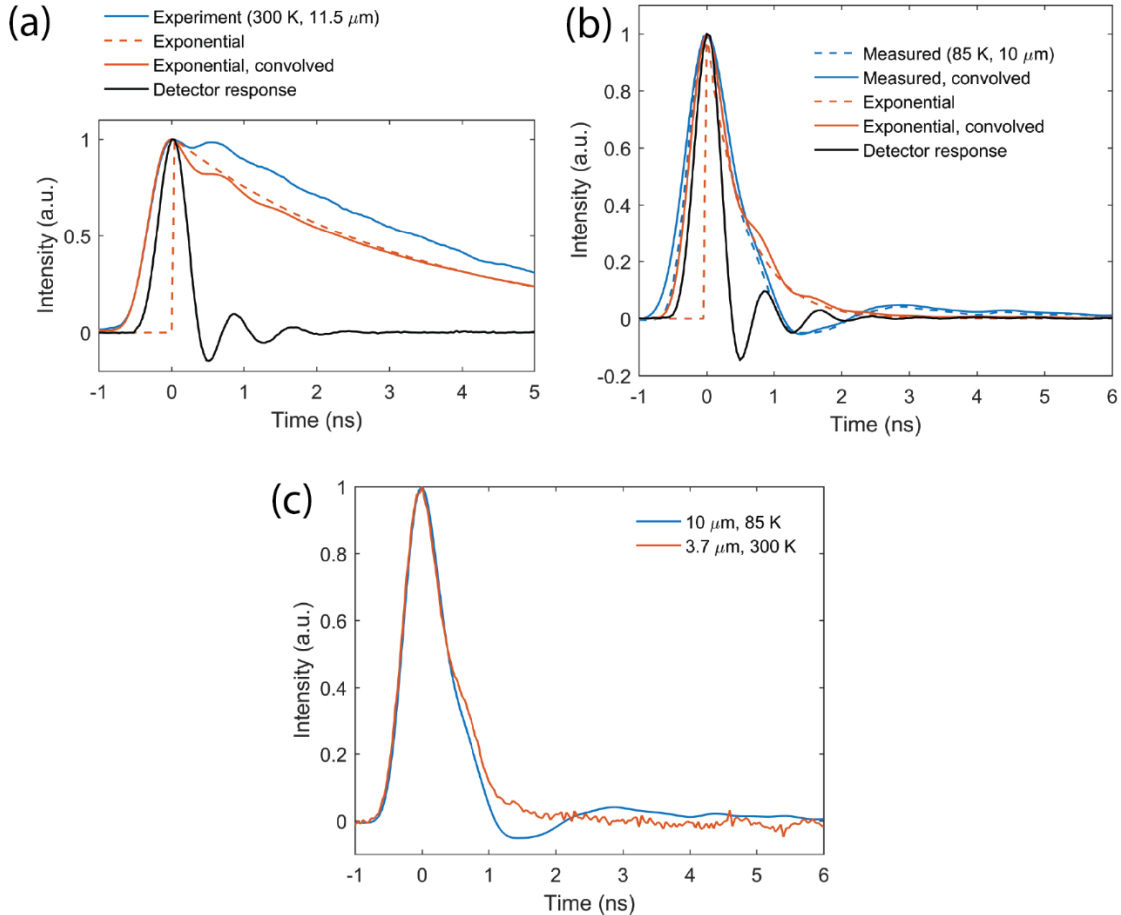 (a)
Experiment (300 K, 11.5 μm)
Exponential
Exponential, convolved
Detector response
1
0.5
0
Intensity (a.u.)
-1 0 1 2 3 4 5
Time (ns)
(b)
Measured (85 K, 10 μm)
Measured, convolved
Exponential
Exponential, convolved
Detector response
1
0.8
0.6
0.4
0.2
0
-0.2
Intensity (a.u.)
-1 0 1 2 3 4 5 6
Time (ns)
(c)
10 μm, 85 K
3.7 μm, 300 K
1
0.8
0.6
0.4
0.2
0
Intensity (a.u.)
-1 0 1 2 3 4 5 6
Time (ns)